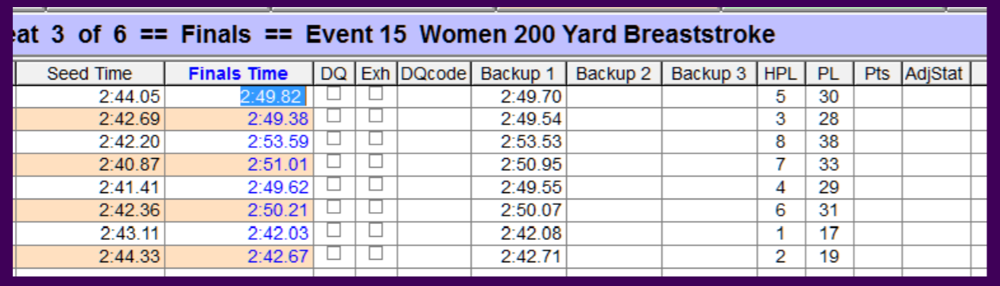 eat 3 of 6 == Finals == Event 15 Women 200 Yard Breaststroke
Seed Time Finals Time DQ Exh DQcode Backup 1 Backup 2 Backup 3 HPL PL Pts AdjStat
2:44.05 2:49.82 2:49.70 5 30
2:42.69 2:49.38 2:49.54 3 28
2:42.20 2:53.59 2:53.53 8 38
2:40.87 2:51.01 2:50.95 7 33
2:41.41 2:49.62 2:49.55 4 29
2:42.36 2:50.21 2:50.07 6 31
2:43.11 2:42.03 2:42.08 1 17
2:44.33 2:42.67 2:42.71 2 19